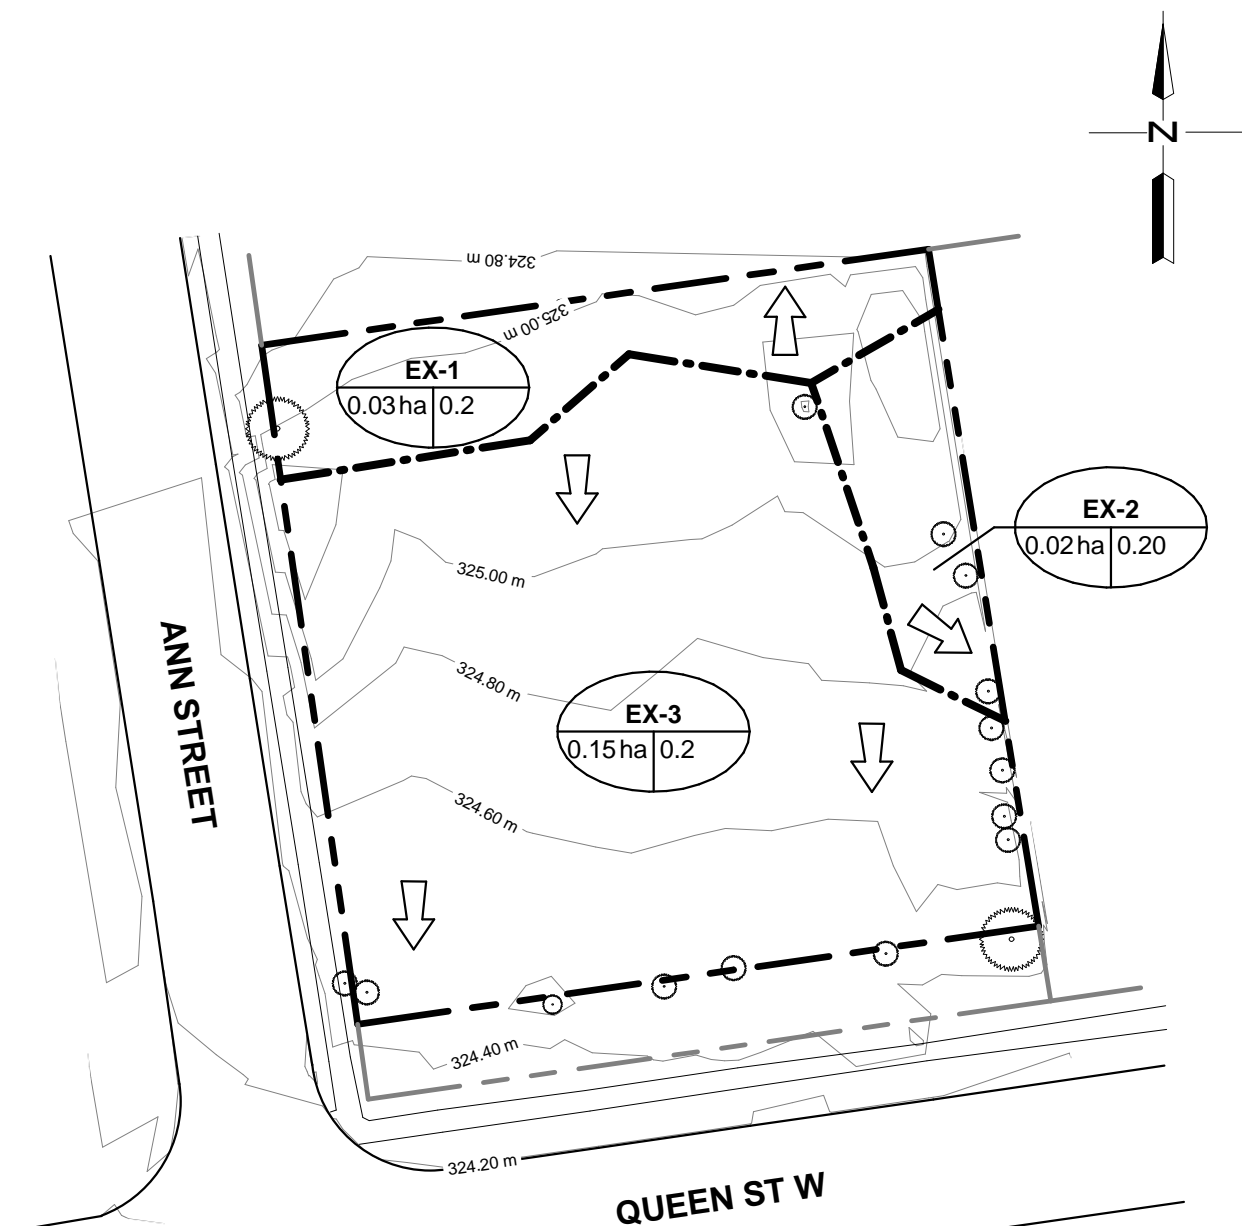 N
324.80 m
325.00 m
EX-1
0.03 ha 0.2
EX-2
0.02 ha 0.20
325.00 m
ANN STREET
324.80 m
EX-3
0.15 ha 0.2
324.60 m
324.40 m
324.20 m
QUEEN ST W